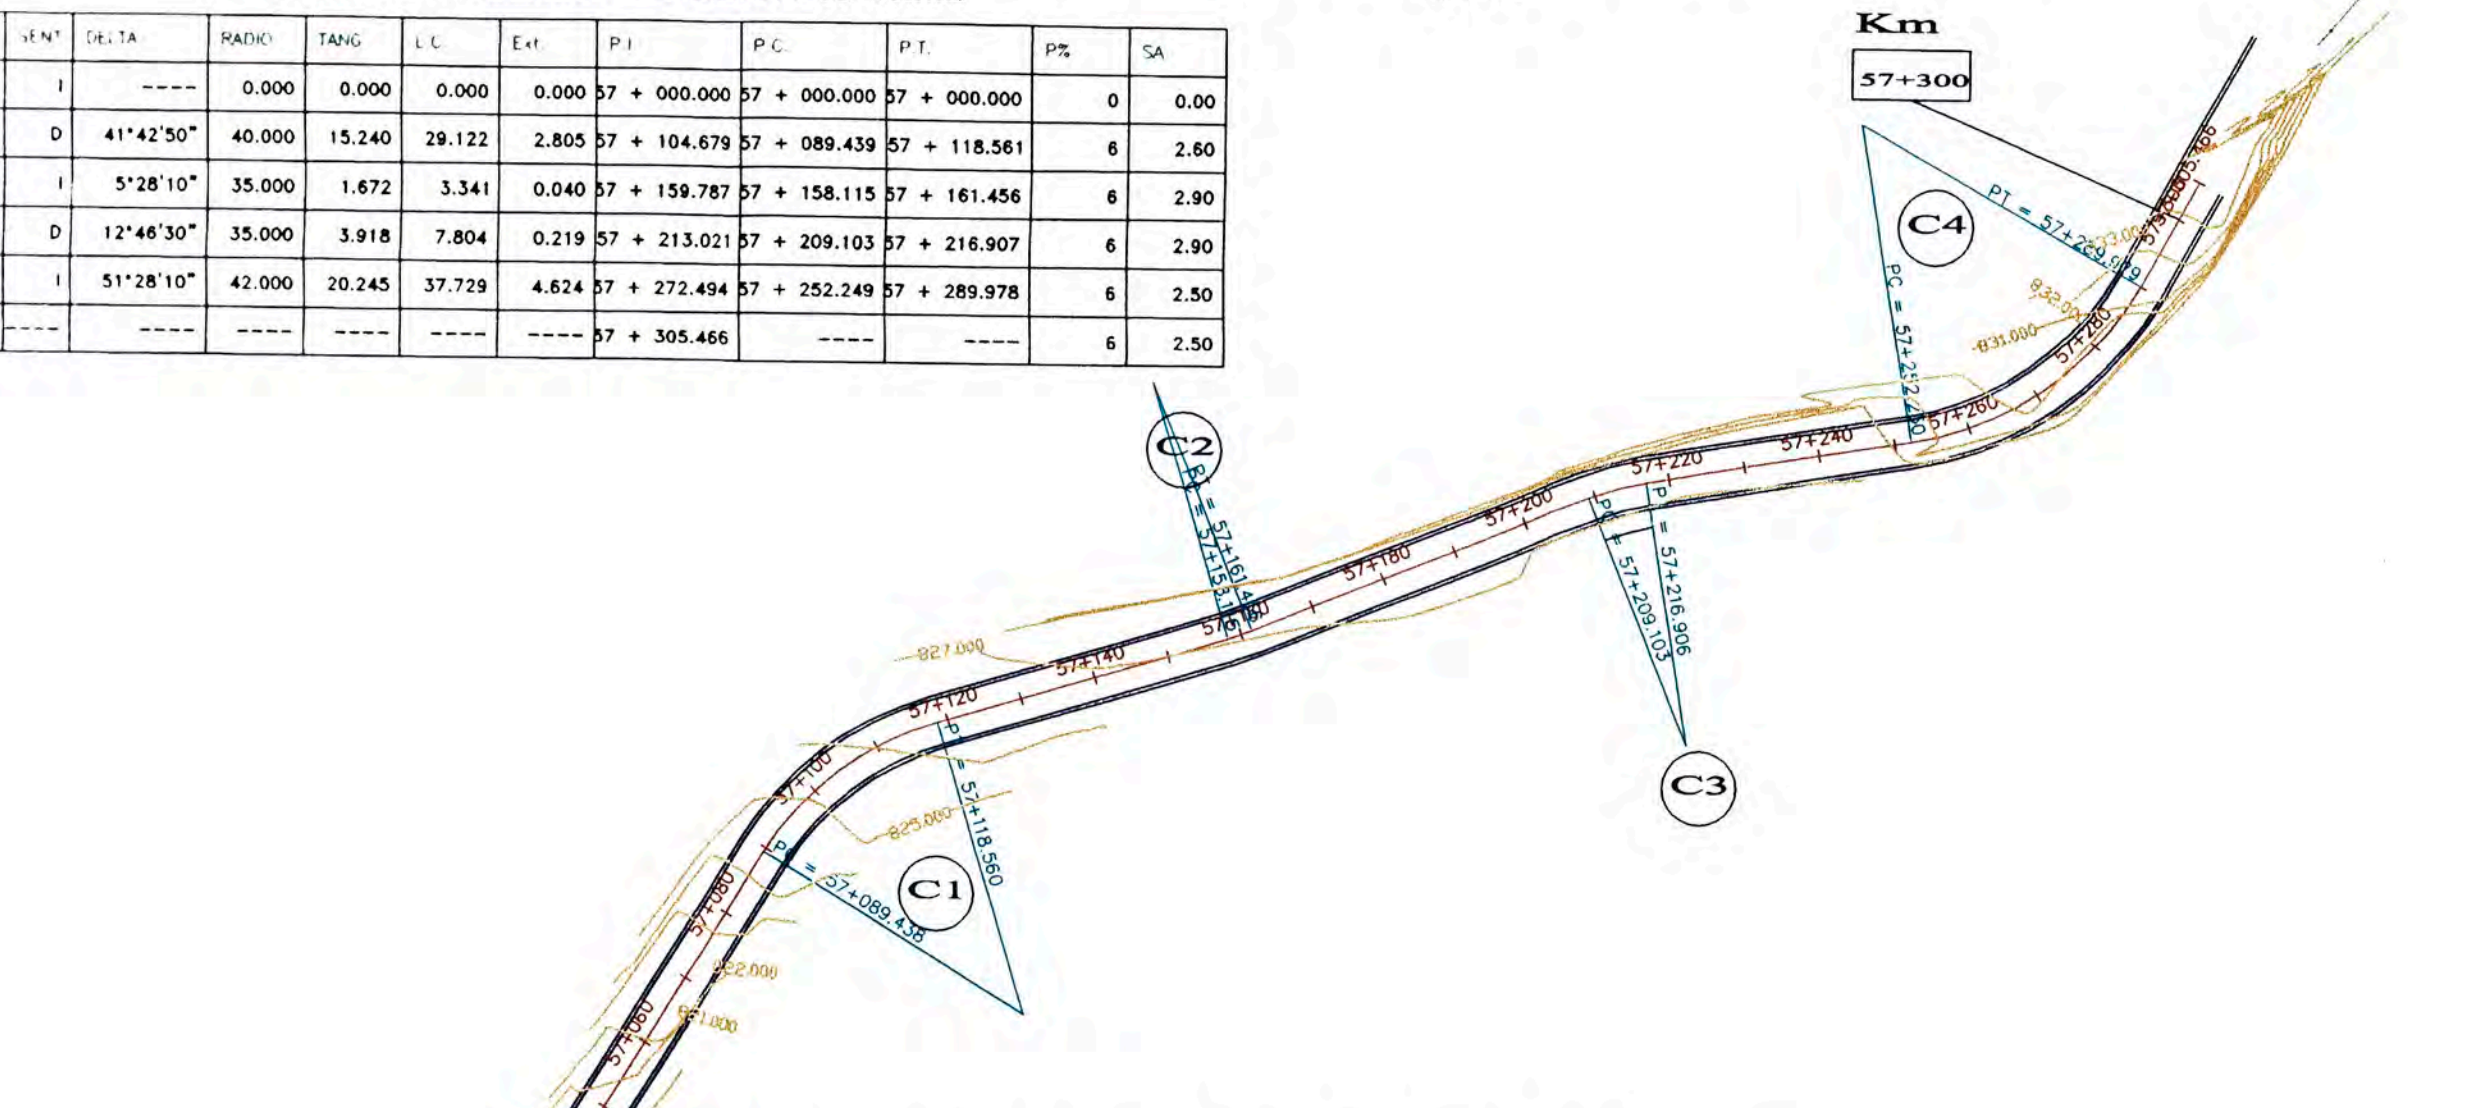 SENT DELTA RADIO TANG L.C. Ext. P.I. P.C. P.T. P% SA
I ---- 0.000 0.000 0.000 0.000 57 + 000.000 57 + 000.000 57 + 000.000 0 0.00
D 41°42'50" 40.000 15.240 29.122 2.805 57 + 104.679 57 + 089.439 57 + 118.561 6 2.60
I 5°28'10" 35.000 1.672 3.341 0.040 57 + 159.787 57 + 158.115 57 + 161.456 6 2.90
D 12°46'30" 35.000 3.918 7.804 0.219 57 + 213.021 57 + 209.103 57 + 216.907 6 2.90
I 51°28'10" 42.000 20.245 37.729 4.624 57 + 272.494 57 + 252.249 57 + 289.978 6 2.50
---- ---- ---- ---- ---- ---- 57 + 305.466 ---- ---- 6 2.50
Km
57+300
C4
PT = 57+289.979
PC =
832.000
831.000
57+280
57+260
57+240
57+220
57+200
57+180
C2
827.000
57+140
57+120
57+100
PC = 57+209.103
= 57+216.906
C3
825.000
= 57+118.560
C1
PC = 57+089.438
57+080
822.000
821.000
57+060